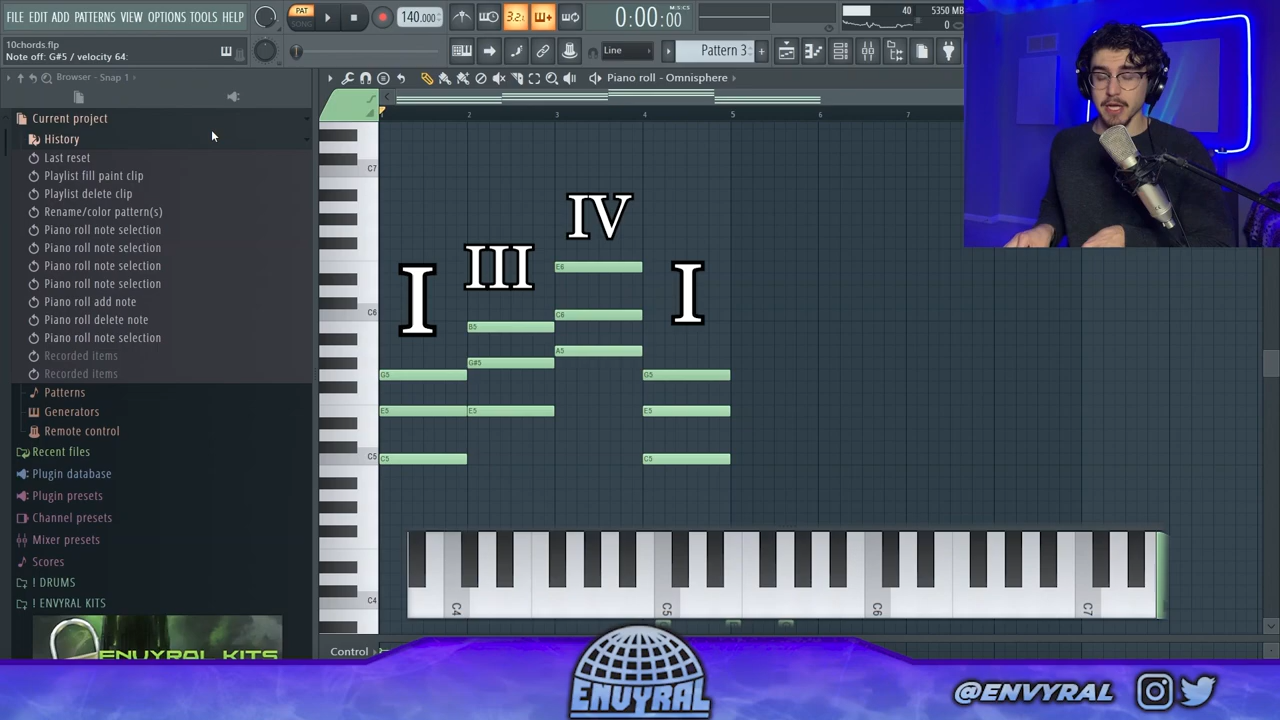 FILE EDIT ADD PATTERNS VIEW OPTIONS TOOLS HELP
PAT
SONG
140.000
3.2.
0:00:00
M:S:CS
40
5350 MB
0
10chords.flp
Note off: G#5 / velocity 64:
Line
Pattern 3
Browser - Snap 1
Piano roll - Omnisphere
Current project
History
Last reset
Playlist fill paint clip
Playlist delete clip
Rename/color pattern(s)
Piano roll note selection
Piano roll note selection
Piano roll note selection
Piano roll note selection
Piano roll add note
Piano roll delete note
Piano roll note selection
Recorded items
Recorded items
Patterns
Generators
Remote control
Recent files
Plugin database
Plugin presets
Channel presets
Mixer presets
Scores
! DRUMS
! ENVYRAL KITS
ENVYRAL KITS
1 2 3 4 5 6 7
C7
C6
C5
C4
I III IV I
E6
B5 C6
G#5 A5
G5 G5
E5 E5 E5
C5 C5
C4 C5 C6 C7
Control
ENVYRAL
@ENVYRAL